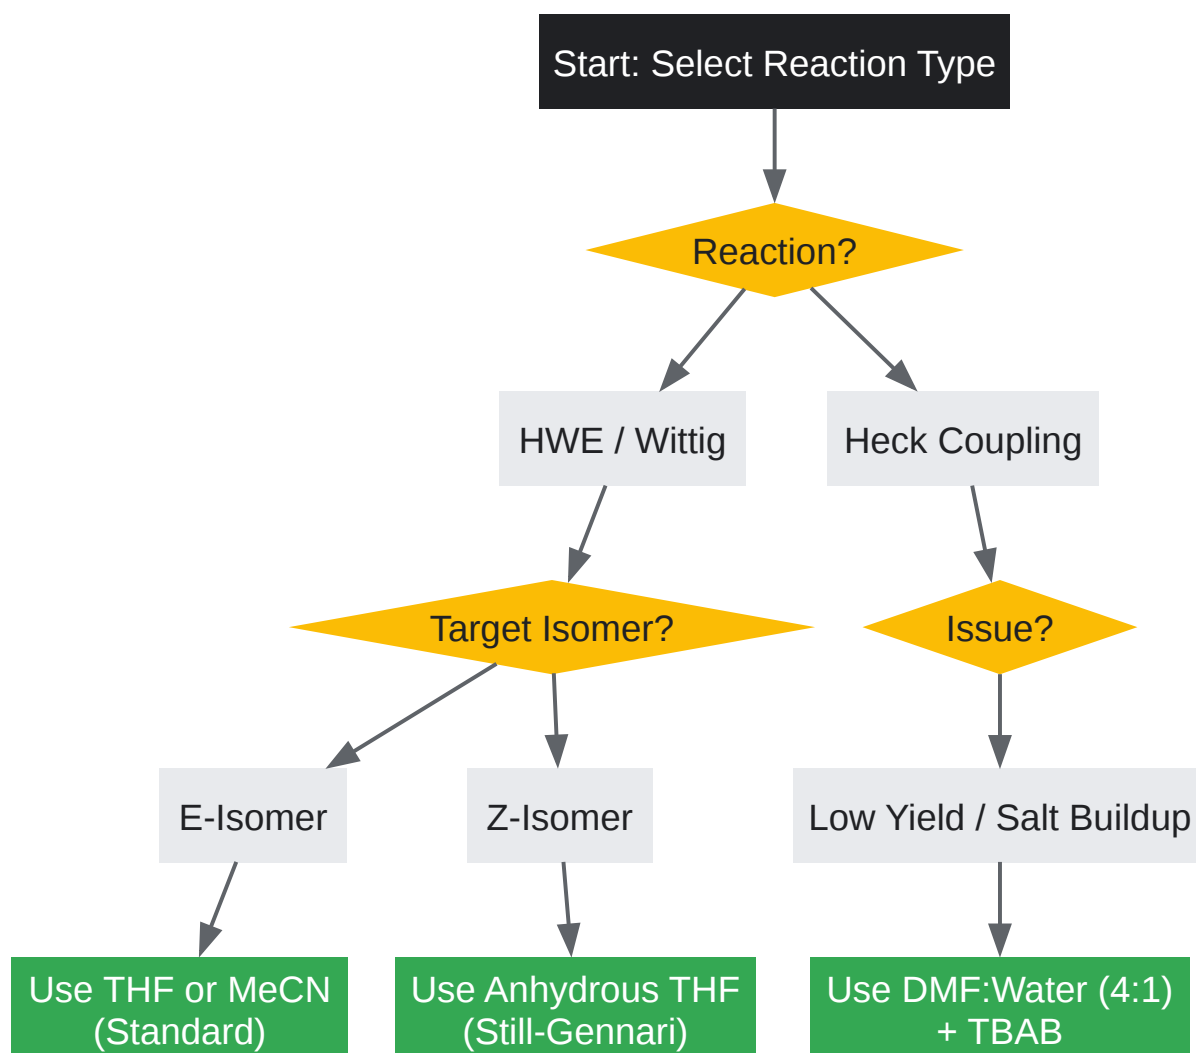 Start: Select Reaction Type
Reaction?
HWE / Wittig
Heck Coupling
Target Isomer?
Issue?
E-Isomer
Z-Isomer
Low Yield / Salt Buildup
Use THF or MeCN
(Standard)
Use Anhydrous THF
(Still-Gennari)
Use DMF:Water (4:1)
+ TBAB